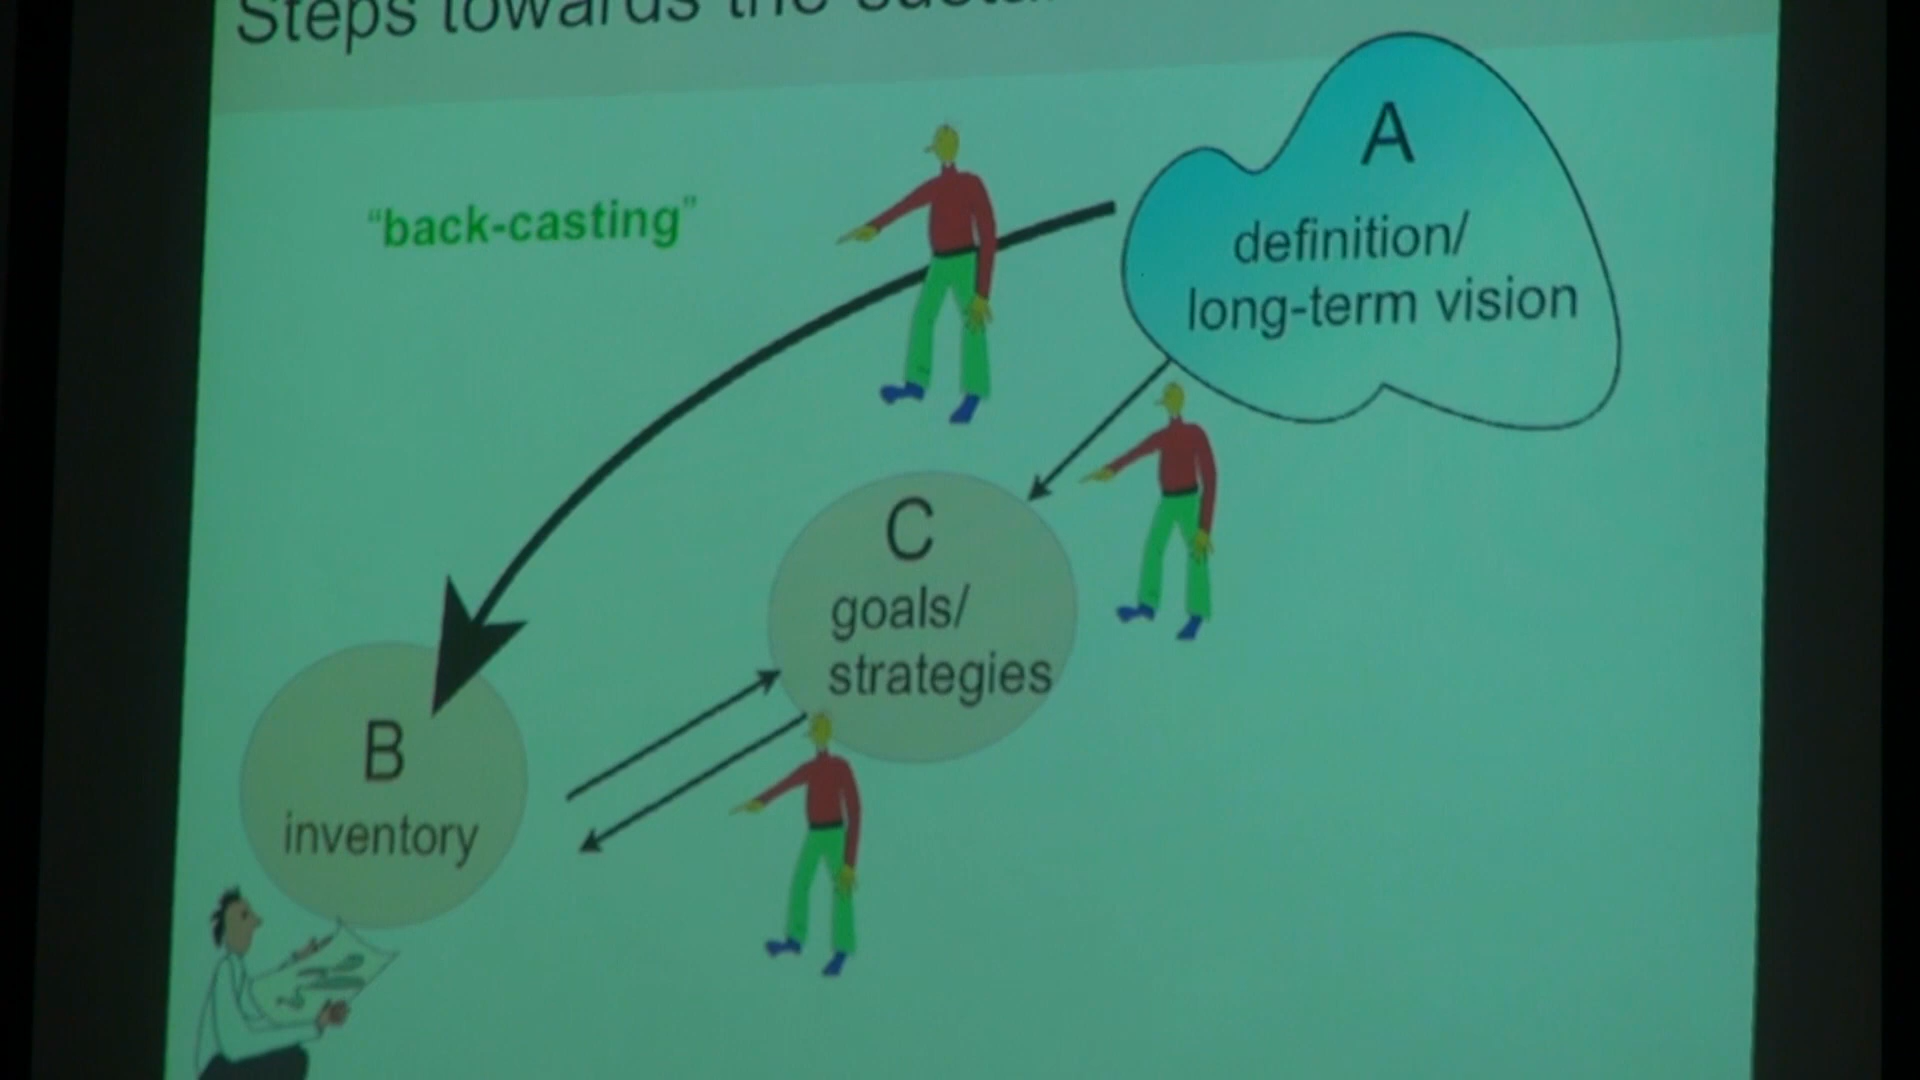 Steps towards the
"back-casting"
A
definition/
long-term vision
C
goals/
strategies
B
inventory